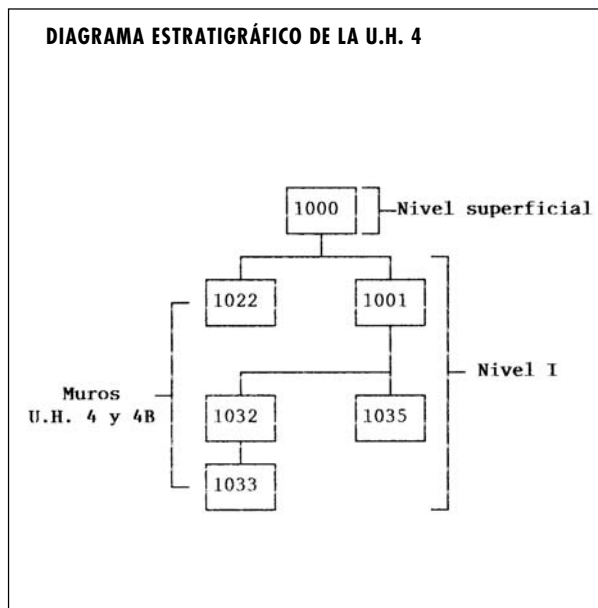 DIAGRAMA ESTRATIGRÁFICO DE LA U.H. 4
1000
Nivel superficial
1022
1001
Muros
U.H. 4 y 4B
Nivel I
1032
1035
1033